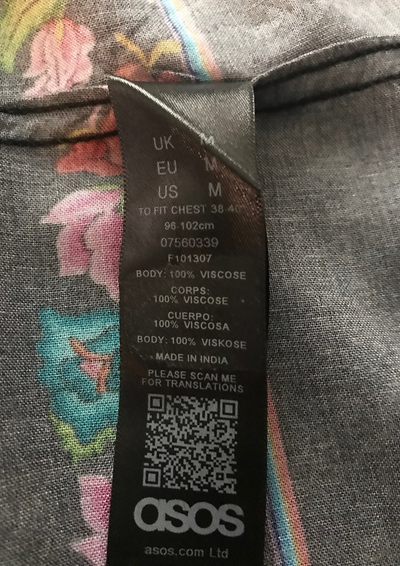 UK M
EU M
US M
TO FIT CHEST 38-40"
96-102cm
07560339
F101307
BODY: 100% VISCOSE
CORPS:
100% VISCOSE
CUERPO:
100% VISCOSA
BODY: 100% VISKOSE
MADE IN INDIA
PLEASE SCAN ME
FOR TRANSLATIONS
asos
asos.com Ltd